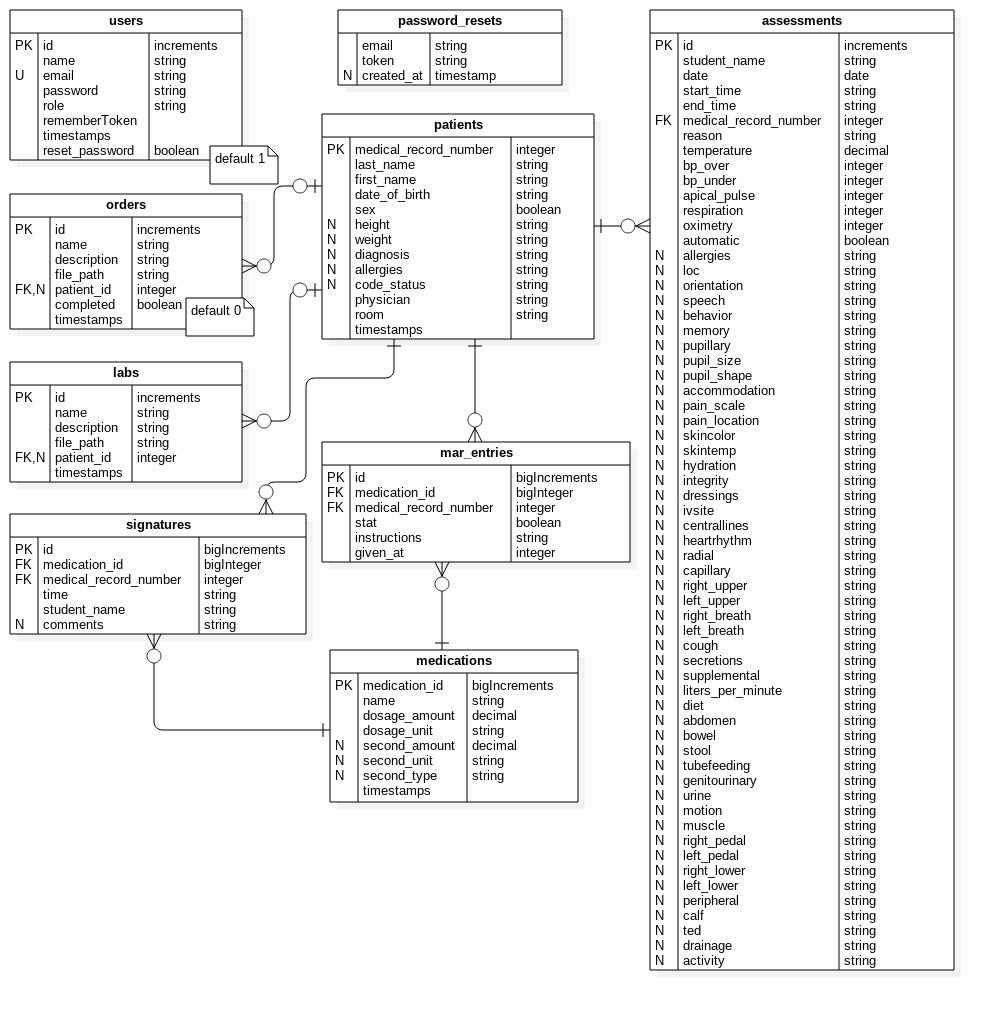 users
PK id increments
name string
U email string
password string
role string
rememberToken
timestamps
reset_password boolean
default 1
password_resets
email string
token string
N created_at timestamp
patients
PK medical_record_number integer
last_name string
first_name string
date_of_birth string
sex boolean
N height string
N weight string
N diagnosis string
N allergies string
N code_status string
physician string
room string
timestamps
orders
PK id increments
name string
description string
file_path string
FK,N patient_id integer
completed boolean
timestamps
default 0
labs
PK id increments
name string
description string
file_path string
FK,N patient_id integer
timestamps
mar_entries
PK id bigIncrements
FK medication_id bigInteger
FK medical_record_number integer
stat boolean
instructions string
given_at integer
signatures
PK id bigIncrements
FK medication_id bigInteger
FK medical_record_number integer
time string
student_name string
N comments string
medications
PK medication_id bigIncrements
name string
dosage_amount decimal
dosage_unit string
N second_amount decimal
N second_unit string
N second_type string
timestamps
assessments
PK id increments
student_name string
date date
start_time string
end_time string
FK medical_record_number integer
reason string
temperature decimal
bp_over integer
bp_under integer
apical_pulse integer
respiration integer
oximetry integer
automatic boolean
N allergies string
N loc string
N orientation string
N speech string
N behavior string
N memory string
N pupillary string
N pupil_size string
N pupil_shape string
N accommodation string
N pain_scale string
N pain_location string
N skincolor string
N skintemp string
N hydration string
N integrity string
N dressings string
N ivsite string
N centrallines string
N heartrhythm string
N radial string
N capillary string
N right_upper string
N left_upper string
N right_breath string
N left_breath string
N cough string
N secretions string
N supplemental string
N liters_per_minute string
N diet string
N abdomen string
N bowel string
N stool string
N tubefeeding string
N genitourinary string
N urine string
N motion string
N muscle string
N right_pedal string
N left_pedal string
N right_lower string
N left_lower string
N peripheral string
N calf string
N ted string
N drainage string
N activity string